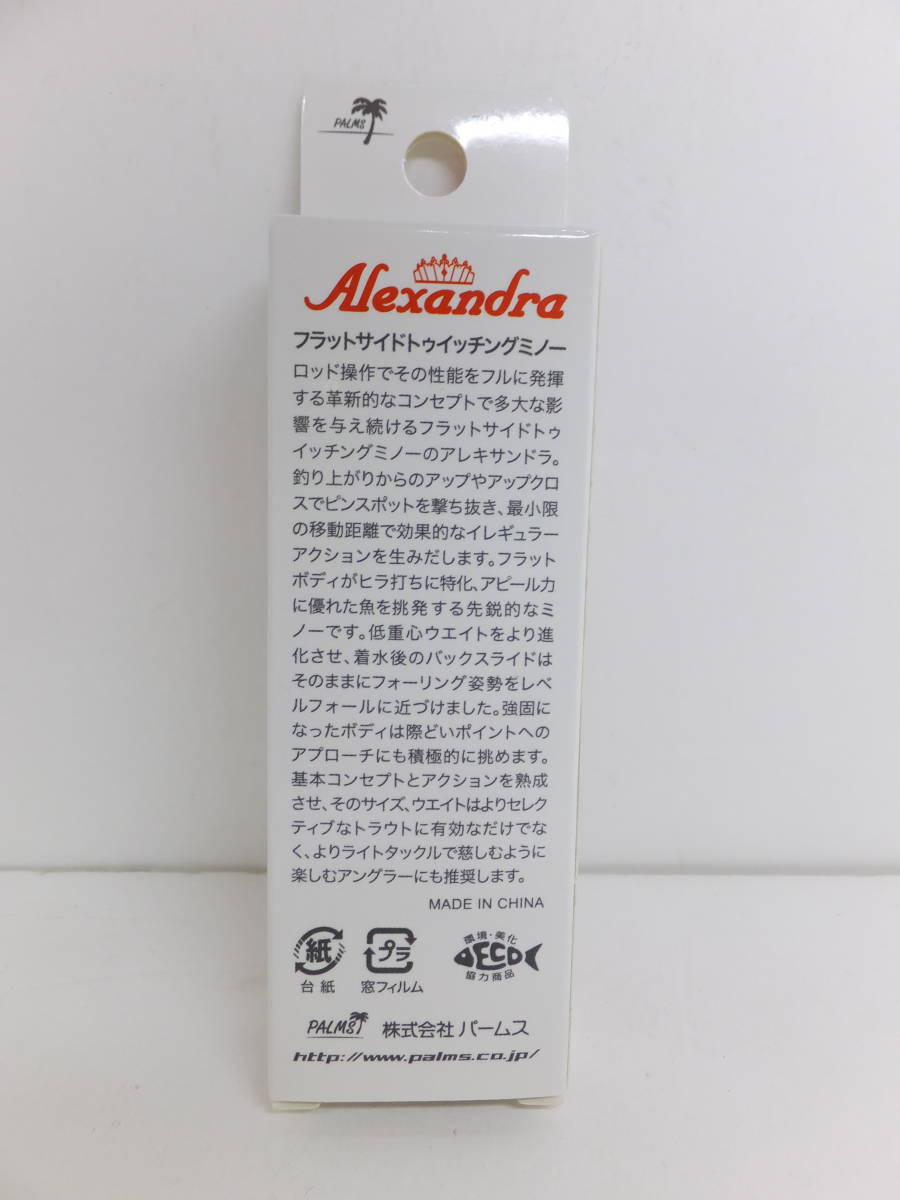 PALMS
Alexandra
フラットサイドトゥイッチングミノー
ロッド操作でその性能をフルに発揮
する革新的なコンセプトで多大な影
響を与え続けるフラットサイドトゥ
イッチングミノーのアレキサンドラ。
釣り上がりからのアップやアップクロ
スでピンスポットを撃ち抜き、最小限
の移動距離で効果的なイレギュラー
アクションを生みだします。フラット
ボディがヒラ打ちに特化、アピール力
に優れた魚を挑発する先鋭的なミ
ノーです。低重心ウエイトをより進
化させ、着水後のバックスライドは
そのままにフォーリング姿勢をレベ
ルフォールに近づけました。強固に
なったボディは際どいポイントへの
アプローチにも積極的に挑めます。
基本コンセプトとアクションを熟成
させ、そのサイズ、ウエイトはよりセレク
ティブなトラウトに有効なだけでな
く、よりライトタックルで慈しむように
楽しむアングラーにも推奨します。
MADE IN CHINA
紙
台紙
プラ
窓フィルム
環境・美化
ECO
協力商品
PALMS 株式会社 パームス
http://www.palms.co.jp/